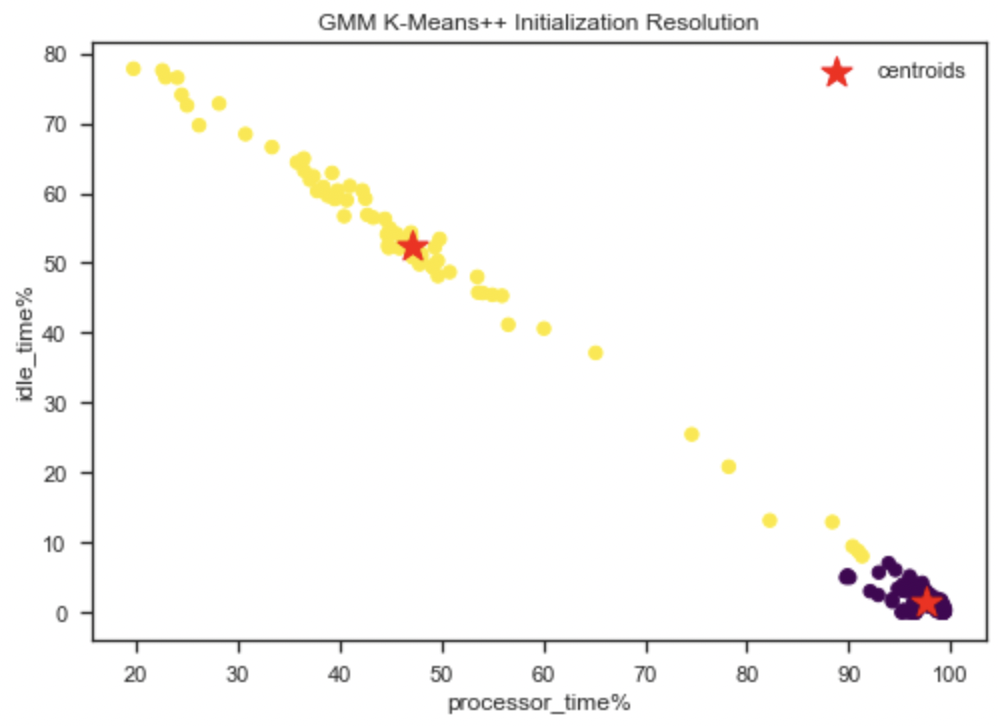 GMM K-Means++ Initialization Resolution
centroids
80
70
60
50
40
30
20
10
0
idle_time%
20 30 40 50 60 70 80 90 100
processor_time%